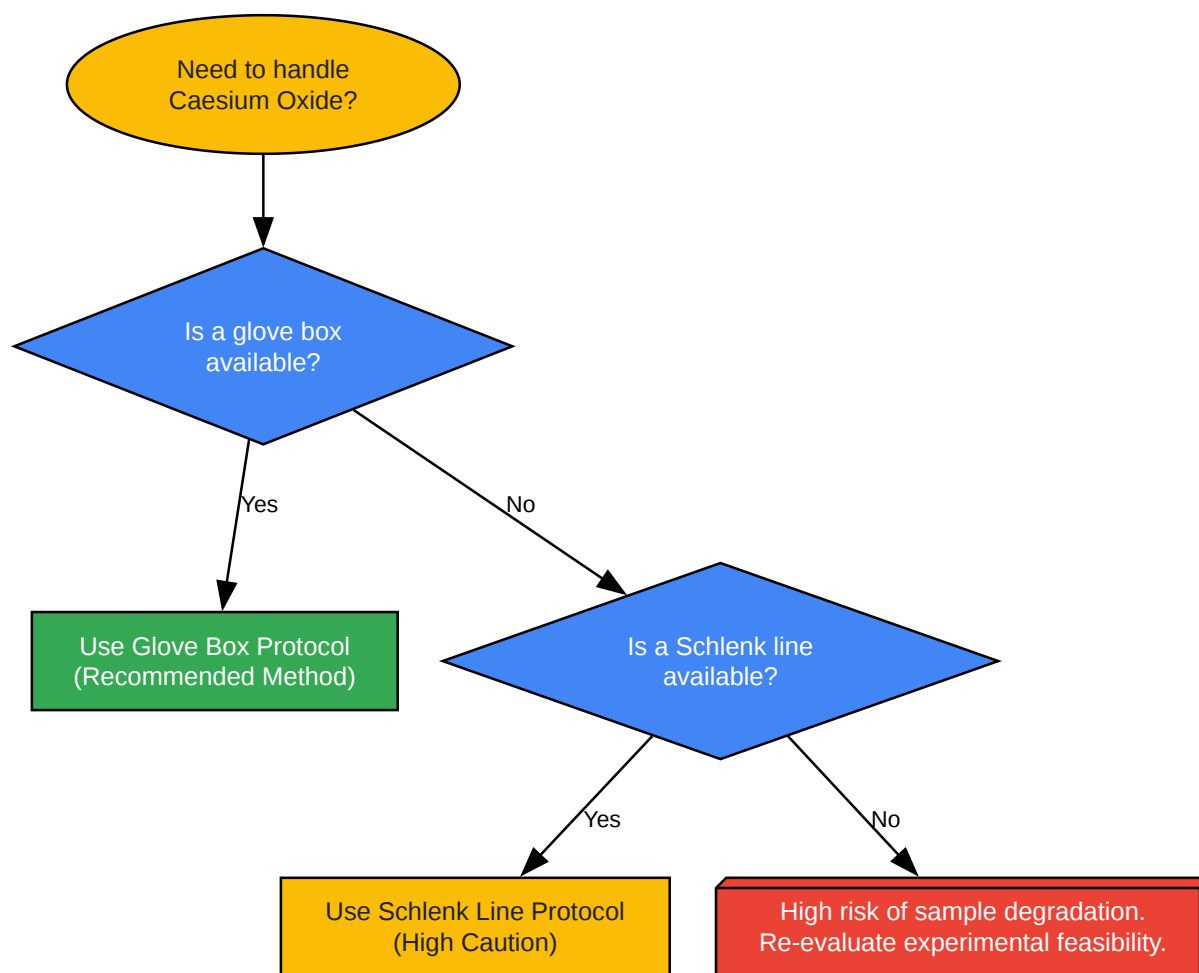 Need to handle
Caesium Oxide?
Is a glove box
available?
Yes
No
Use Glove Box Protocol
(Recommended Method)
Is a Schlenk line
available?
Yes
No
Use Schlenk Line Protocol
(High Caution)
High risk of sample degradation.
Re-evaluate experimental feasibility.